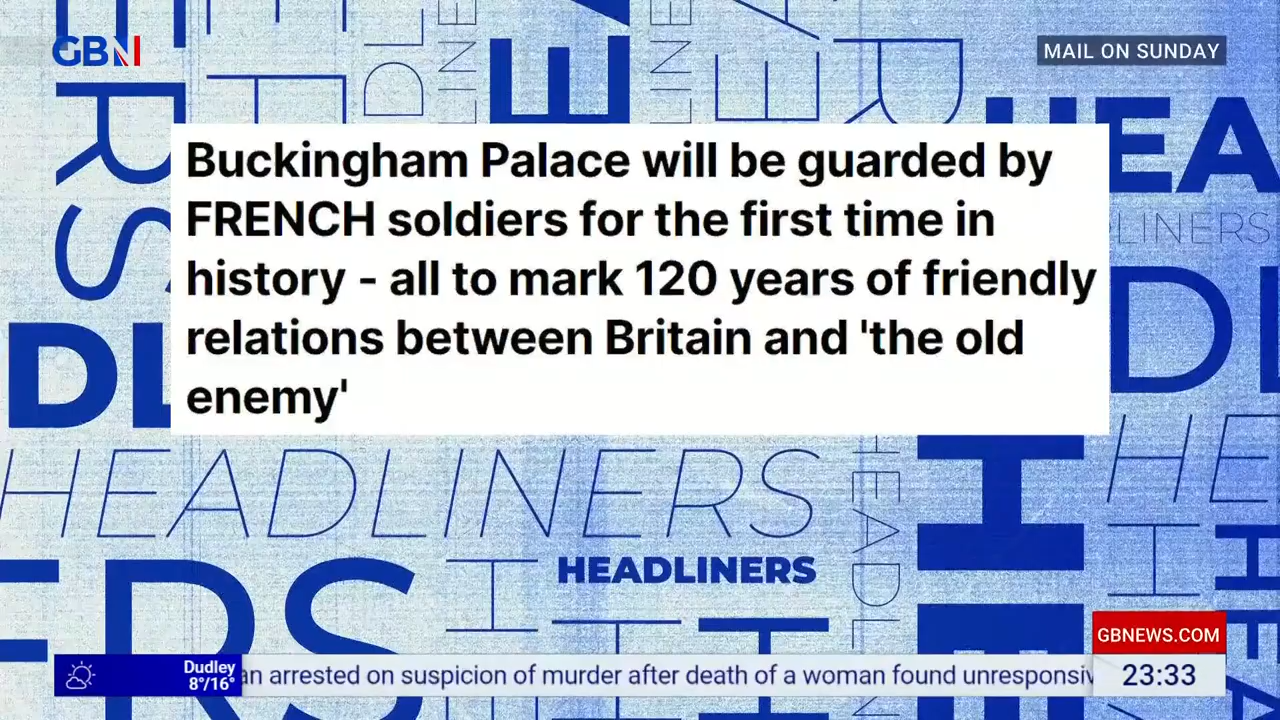 GBN
MAIL ON SUNDAY
Buckingham Palace will be guarded by
FRENCH soldiers for the first time in
history - all to mark 120 years of friendly
relations between Britain and 'the old
enemy'
HEADLINERS
HEADLINERS
GBNEWS.COM
Dudley
8°/16°
an arrested on suspicion of murder after death of a woman found unresponsiv
23:33